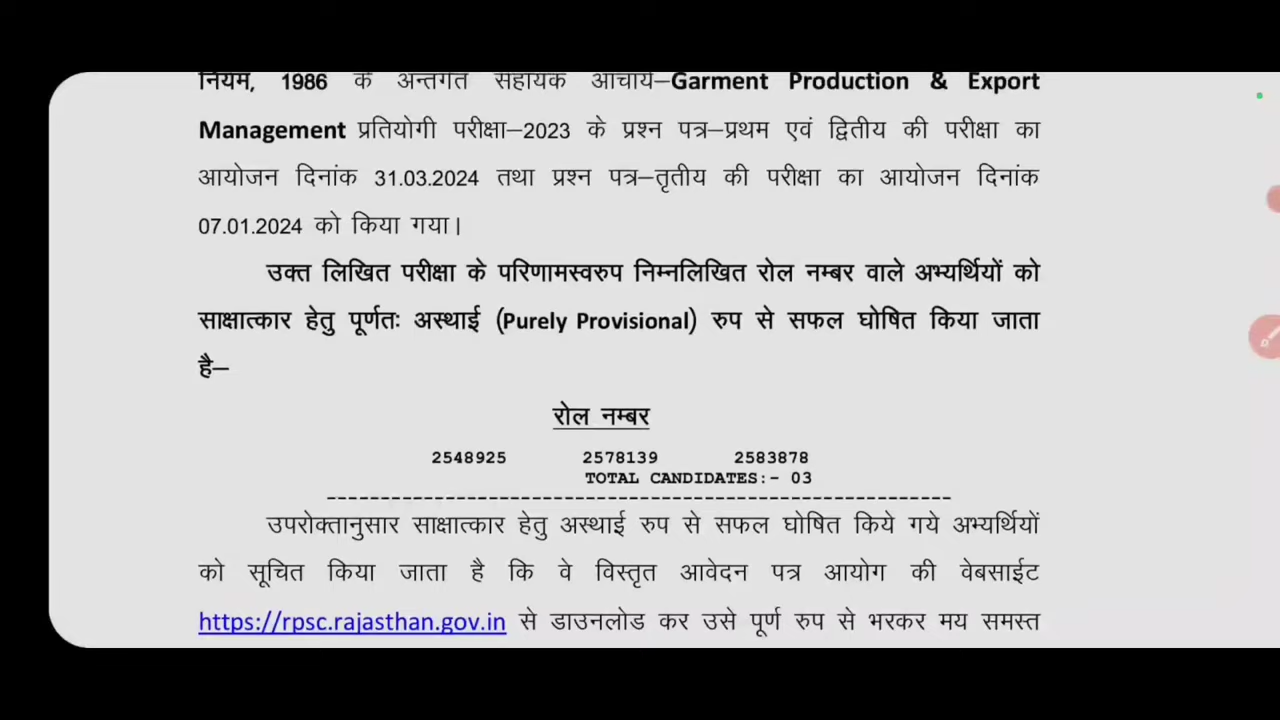 नियम, 1986 के अन्तर्गत सहायक आचार्य–Garment Production & Export
Management प्रतियोगी परीक्षा–2023 के प्रश्न पत्र–प्रथम एवं द्वितीय की परीक्षा का
आयोजन दिनांक 31.03.2024 तथा प्रश्न पत्र–तृतीय की परीक्षा का आयोजन दिनांक
07.01.2024 को किया गया।
उक्त लिखित परीक्षा के परिणामस्वरुप निम्नलिखित रोल नम्बर वाले अभ्यर्थियों को
साक्षात्कार हेतु पूर्णतः अस्थाई (Purely Provisional) रुप से सफल घोषित किया जाता
है–
रोल नम्बर
2548925 2578139 2583878
TOTAL CANDIDATES:- 03
-----------------------------------------------------------
उपरोक्तानुसार साक्षात्कार हेतु अस्थाई रुप से सफल घोषित किये गये अभ्यर्थियों
को सूचित किया जाता है कि वे विस्तृत आवेदन पत्र आयोग की वेबसाईट
https://rpsc.rajasthan.gov.in से डाउनलोड कर उसे पूर्ण रुप से भरकर मय समस्त